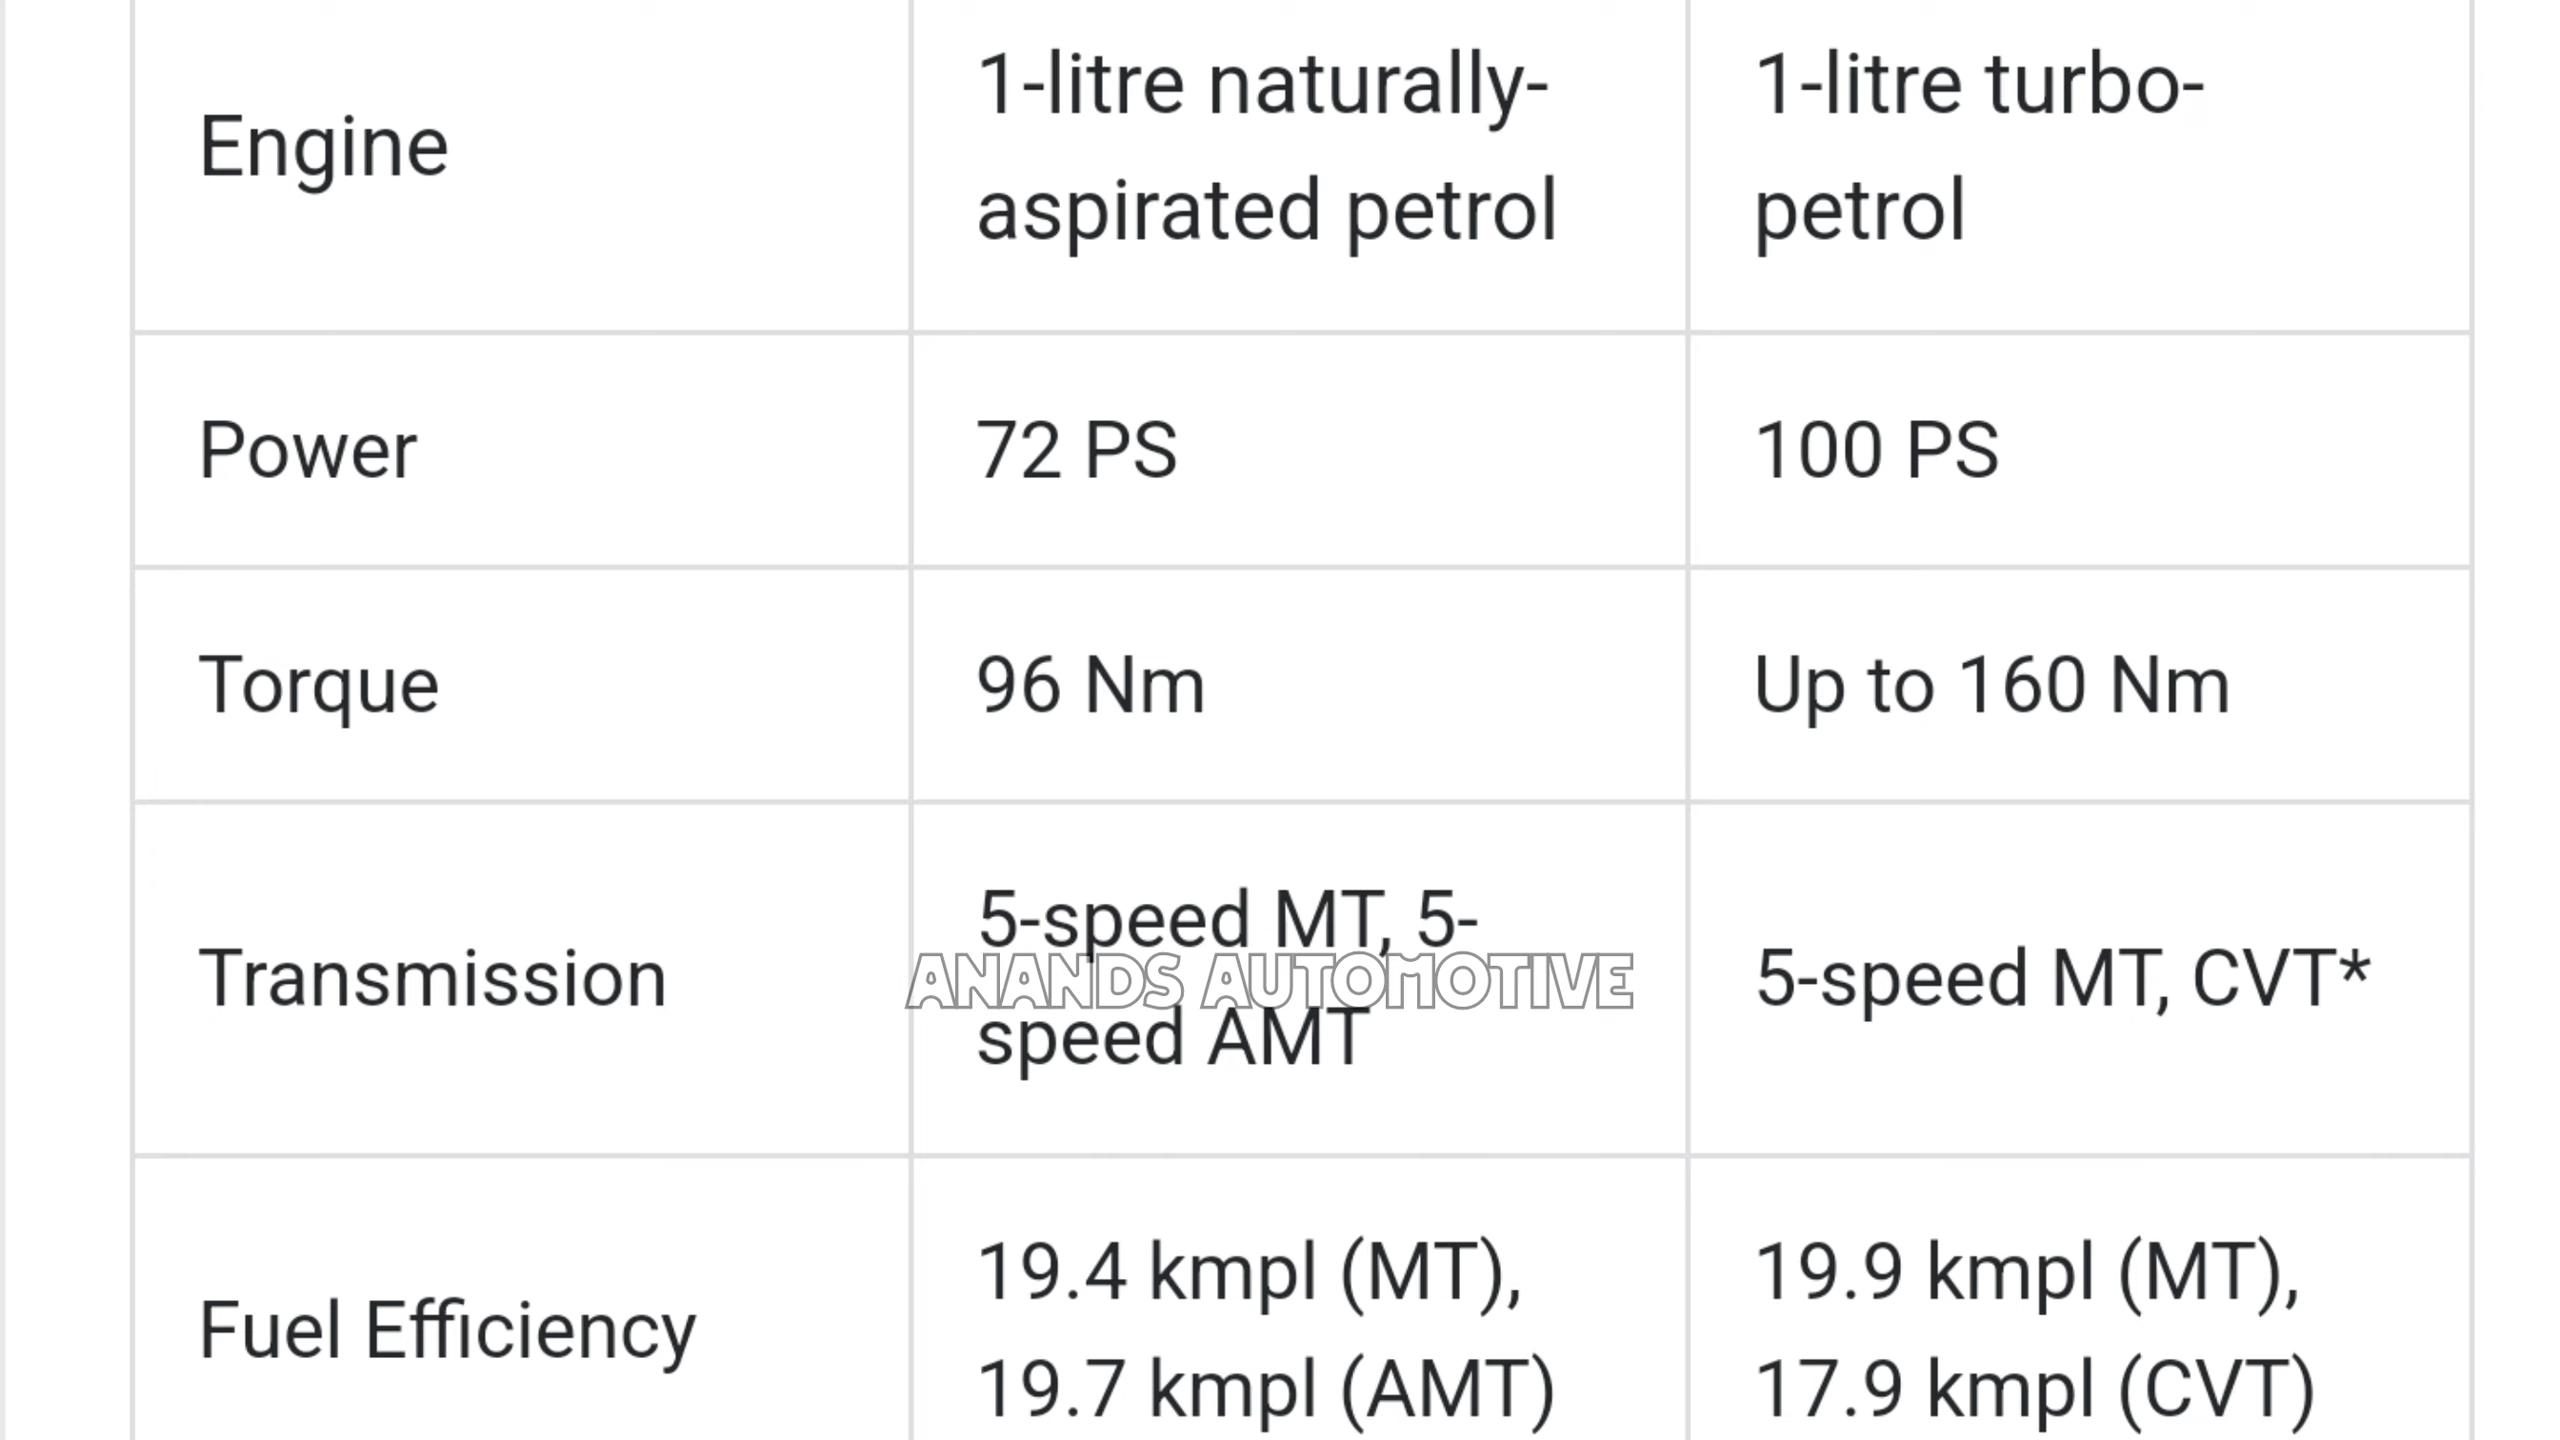 Engine
1-litre naturally-
aspirated petrol
1-litre turbo-
petrol
Power
72 PS
100 PS
Torque
96 Nm
Up to 160 Nm
Transmission
5-speed MT, 5-
speed AMT
5-speed MT, CVT*
ANANDS AUTOMOTIVE
Fuel Efficiency
19.4 kmpl (MT),
19.7 kmpl (AMT)
19.9 kmpl (MT),
17.9 kmpl (CVT)